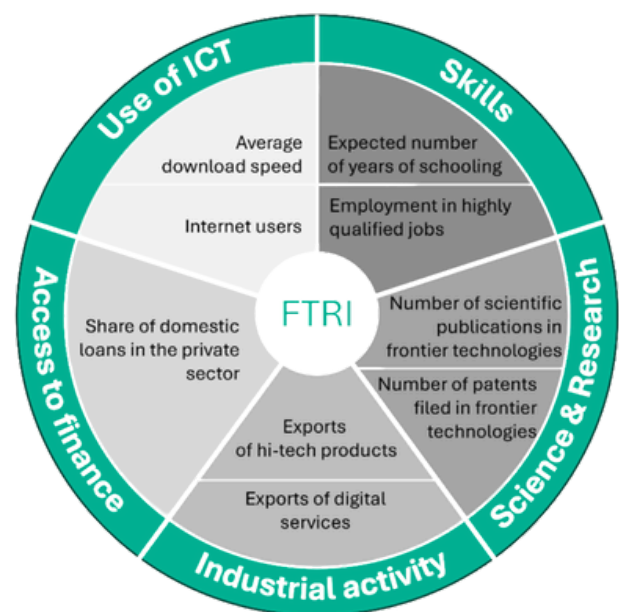 Use of ICT
Average
download speed
Internet users
Skills
Expected number
of years of schooling
Employment in highly
qualified jobs
Science & Research
Number of scientific
publications in
frontier technologies
Number of patents
filed in frontier
technologies
Industrial activity
Exports
of hi-tech products
Exports of digital
services
Access to finance
Share of domestic
loans in the private
sector
FTRI